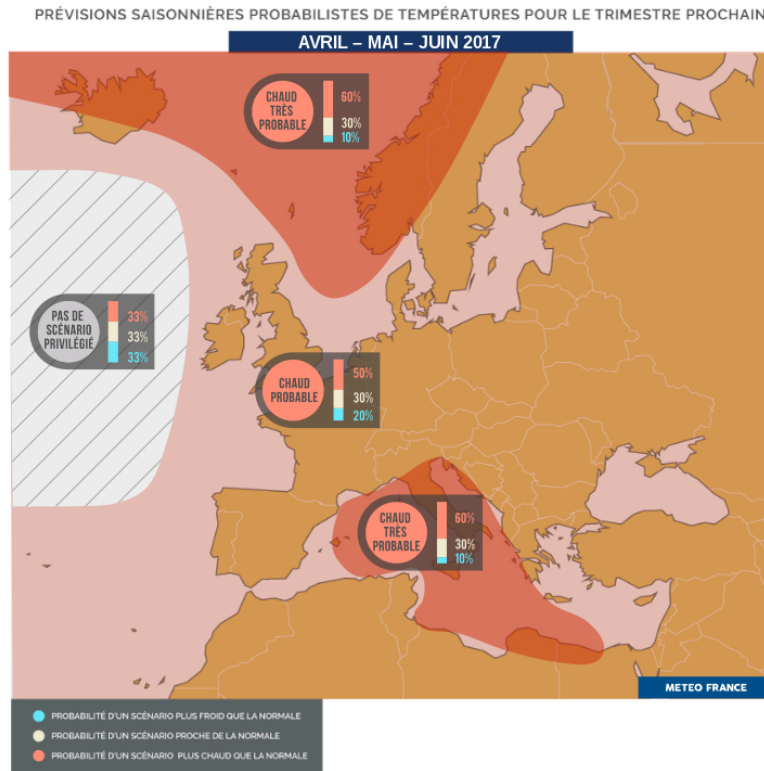 PRÉVISIONS SAISONNIÈRES PROBABILISTES DE TEMPÉRATURES POUR LE TRIMESTRE PROCHAIN
AVRIL – MAI – JUIN 2017
CHAUD
TRÈS
PROBABLE
60%
30%
10%
PAS DE
SCÉNARIO
PRIVILÉGIÉ
33%
33%
33%
CHAUD
PROBABLE
50%
30%
20%
CHAUD
TRÈS
PROBABLE
60%
30%
10%
METEO FRANCE
PROBABILITÉ D'UN SCÉNARIO PLUS FROID QUE LA NORMALE
PROBABILITÉ D'UN SCÉNARIO PROCHE DE LA NORMALE
PROBABILITÉ D'UN SCÉNARIO PLUS CHAUD QUE LA NORMALE